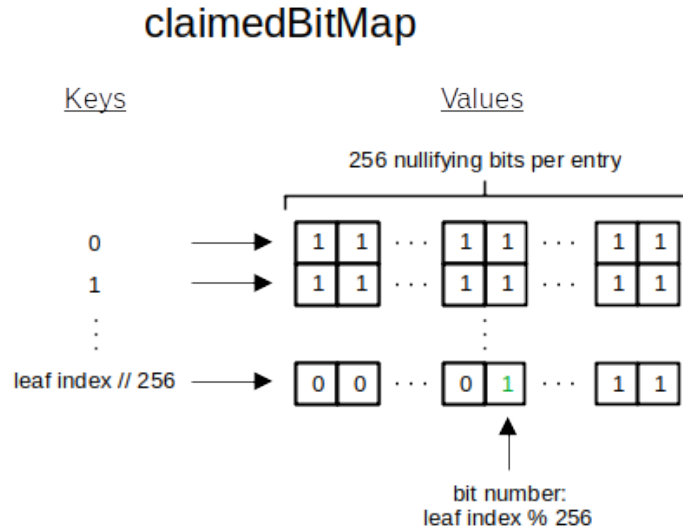 claimedBitMap
Keys Values
256 nullifying bits per entry
0 1 1 ... 1 1 ... 1 1
1 1 1 ... 1 1 ... 1 1
leaf index // 256 0 0 ... 0 1 ... 1 1
bit number:
leaf index % 256